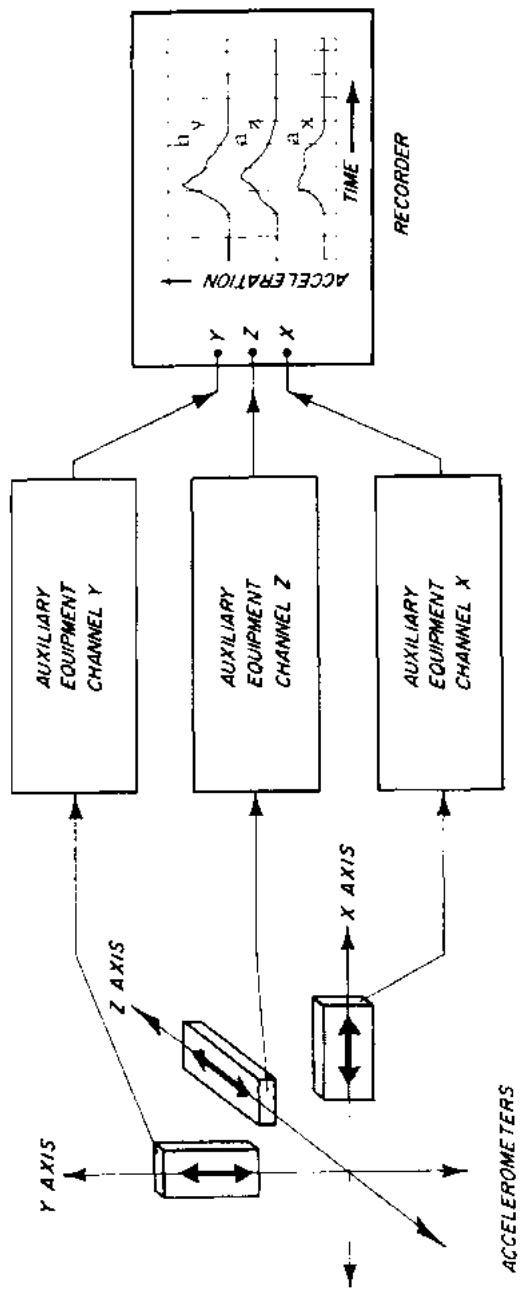 Y AXIS
Z AXIS
X AXIS
ACCELEROMETERS
AUXILIARY
EQUIPMENT
CHANNEL Y
AUXILIARY
EQUIPMENT
CHANNEL Z
AUXILIARY
EQUIPMENT
CHANNEL X
Y
Z
X
ACCELERATION
a z
a x
TIME
RECORDER